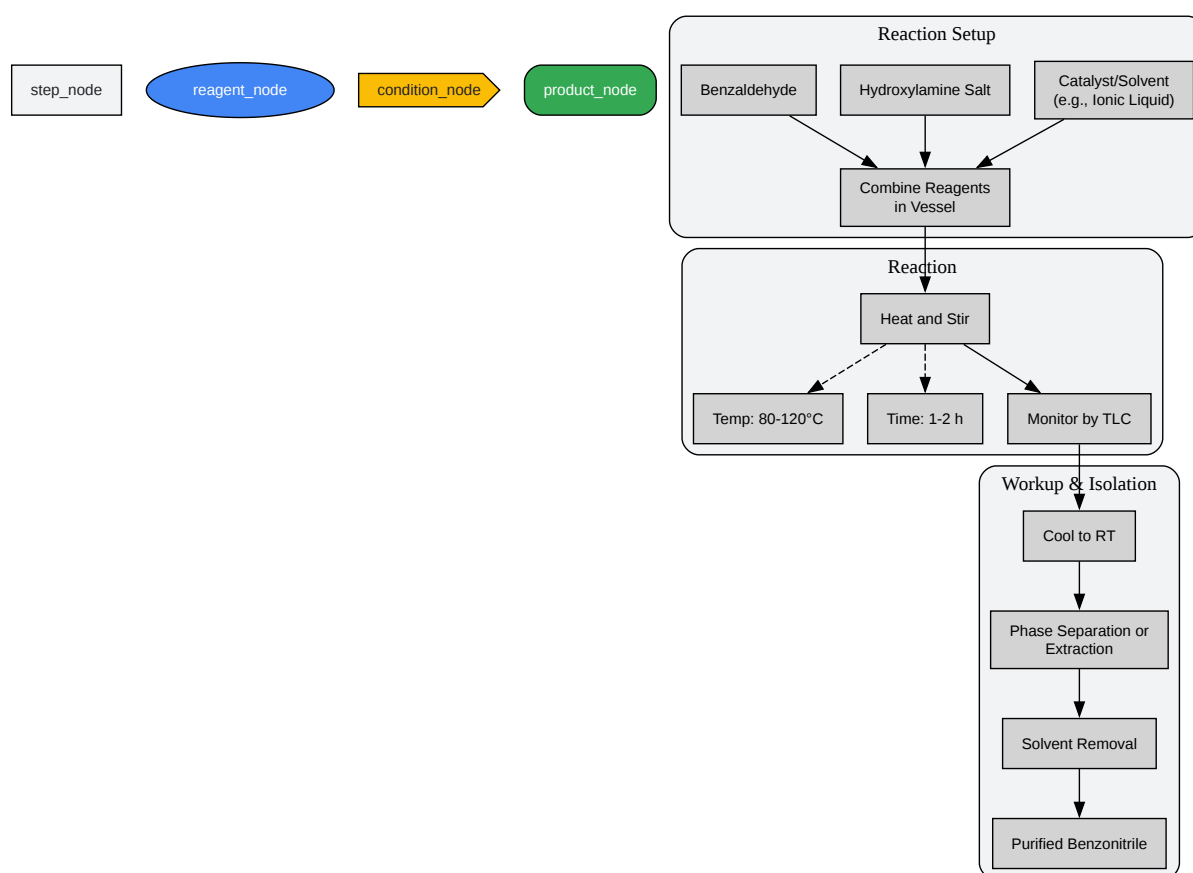 Reaction Setup
step_node
reagent_node
condition_node
product_node
Benzaldehyde
Hydroxylamine Salt
Catalyst/Solvent
(e.g., Ionic Liquid)
Combine Reagents
in Vessel
Reaction
Heat and Stir
Temp: 80-120°C
Time: 1-2 h
Monitor by TLC
Workup & Isolation
Cool to RT
Phase Separation or
Extraction
Solvent Removal
Purified Benzonitrile